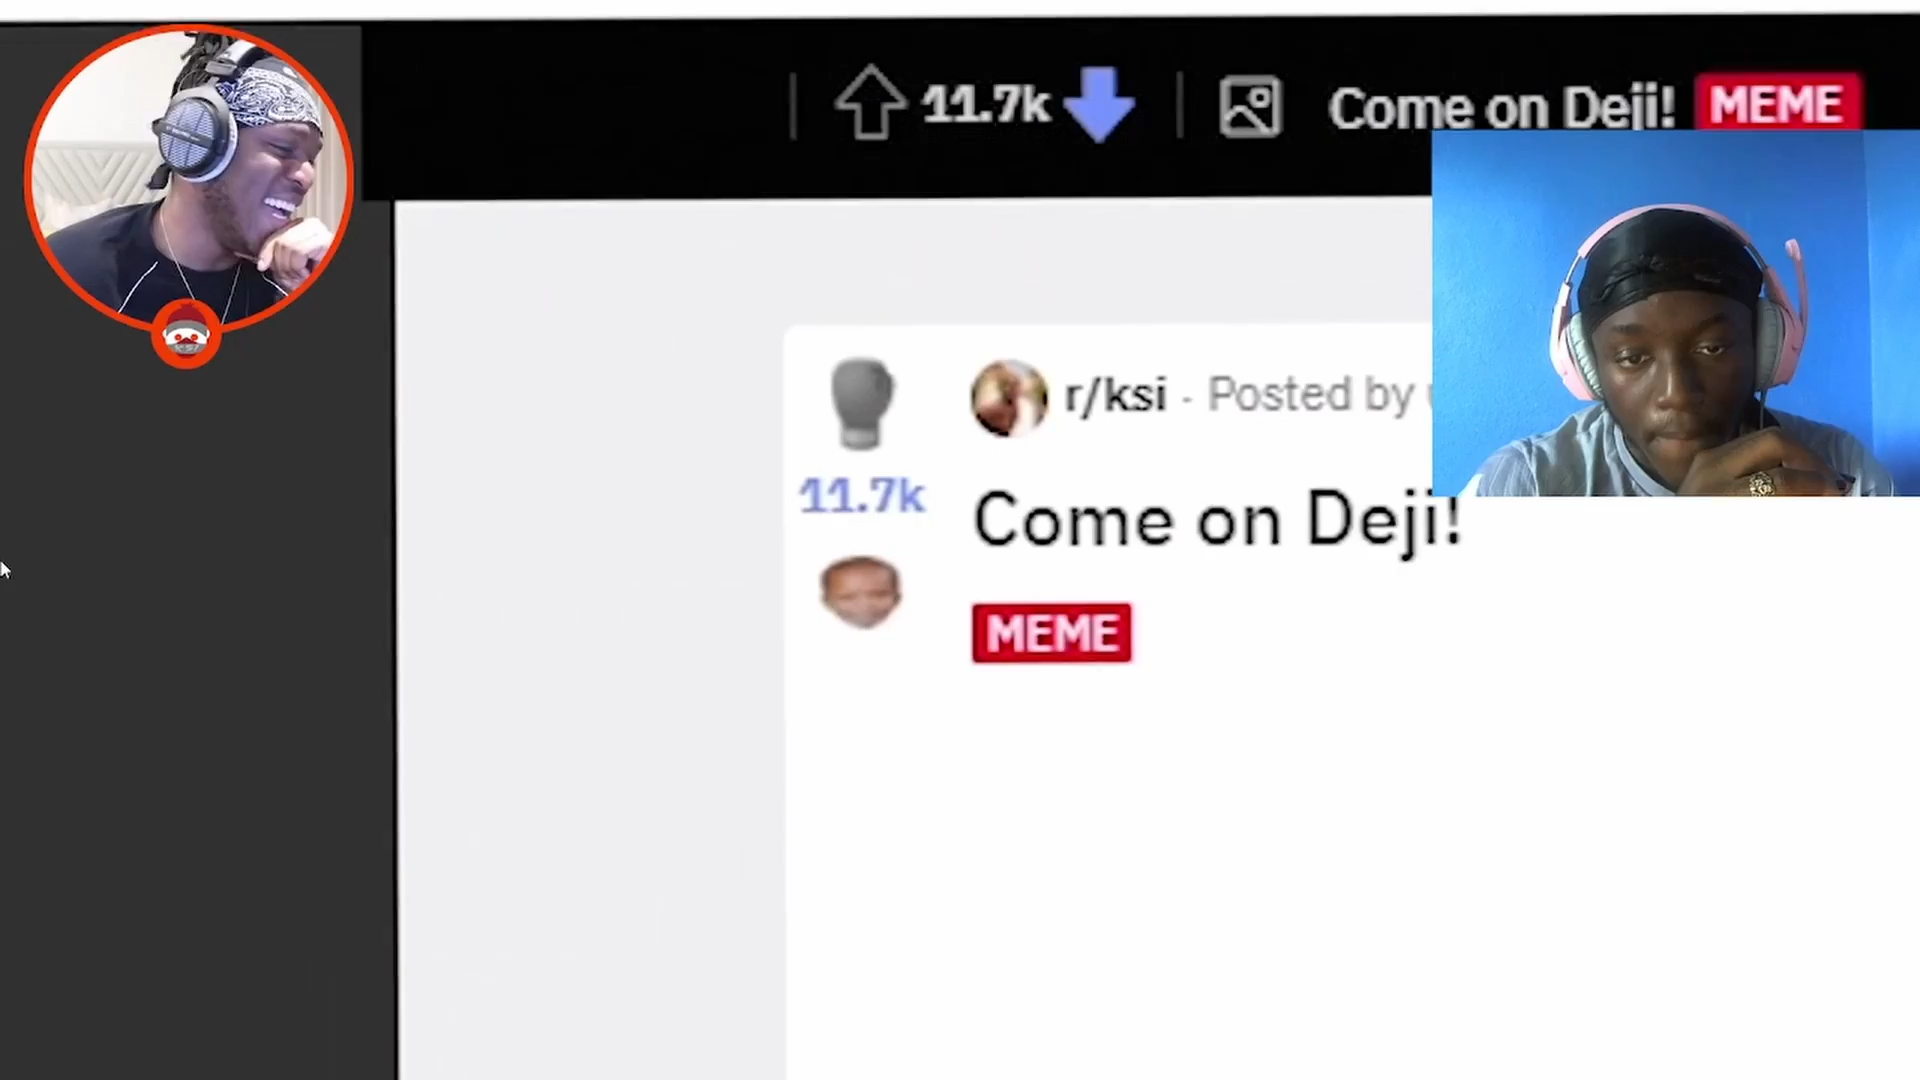 11.7k
Come on Deji!
MEME
r/ksi · Posted by
11.7k
Come on Deji!
MEME